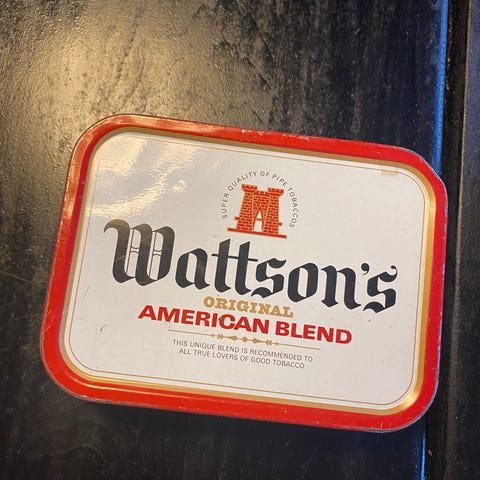 SUPER QUALITY OF PIPE TOBACCOS
Wattson's
ORIGINAL
AMERICAN BLEND
THIS UNIQUE BLEND IS RECOMMENDED TO
ALL TRUE LOVERS OF GOOD TOBACCO